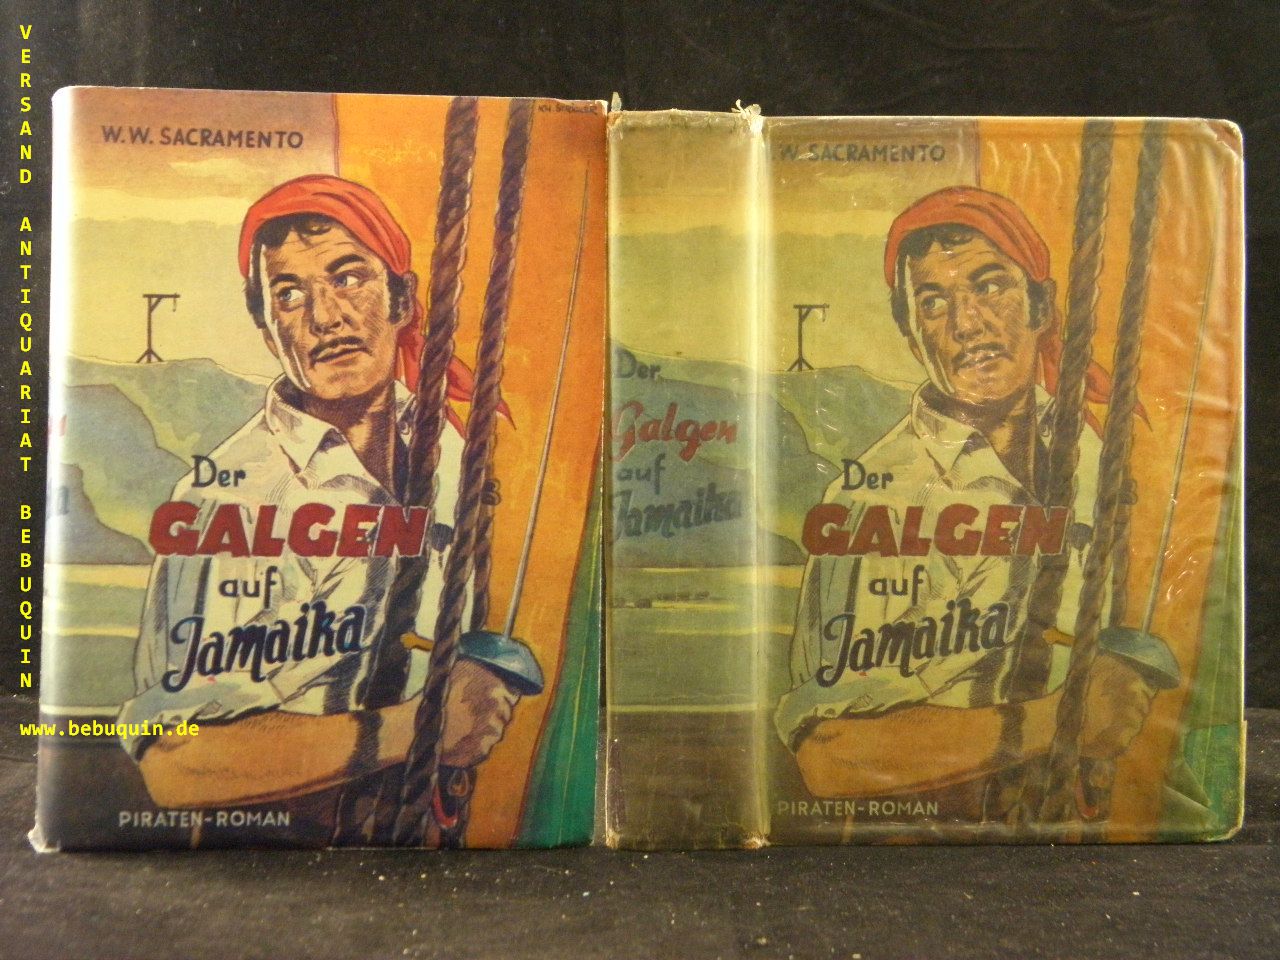 VERSAND ANTIQUARIAT BEBUQUIN
www.bebuquin.de
W.W. SACRAMENTO
Der
GALGEN
auf
Jamaika
PIRATEN-ROMAN
Der
Galgen
auf
Jamaika
W. SACRAMENTO
Der
GALGEN
auf
Jamaika
PIRATEN-ROMAN